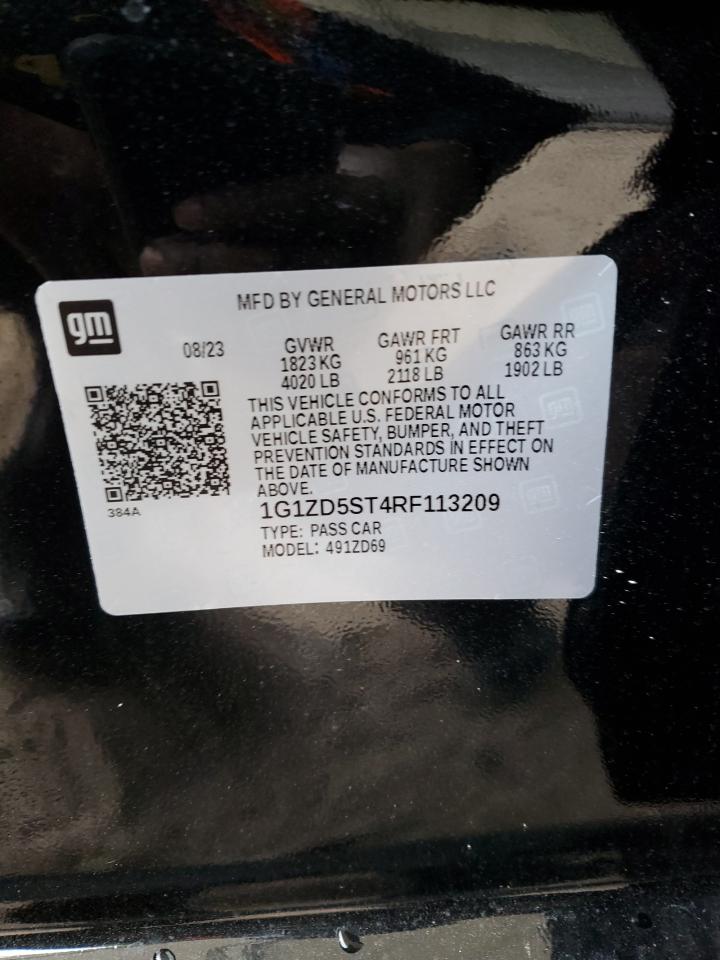 MFD BY GENERAL MOTORS LLC
gm
08/23
GVWR
1823 KG
4020 LB
GAWR FRT
961 KG
2118 LB
GAWR RR
863 KG
1902 LB
THIS VEHICLE CONFORMS TO ALL
APPLICABLE U.S. FEDERAL MOTOR
VEHICLE SAFETY, BUMPER, AND THEFT
PREVENTION STANDARDS IN EFFECT ON
THE DATE OF MANUFACTURE SHOWN
ABOVE.
384A
1G1ZD5ST4RF113209
TYPE: PASS CAR
MODEL: 491ZD69